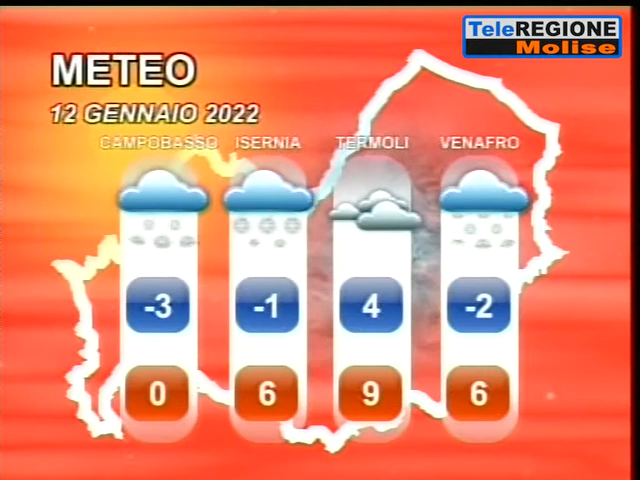 TeleREGIONE
Molise
METEO
12 GENNAIO 2022
CAMPOBASSO ISERNIA TERMOLI VENAFRO
-3 -1 4 -2
0 6 9 6